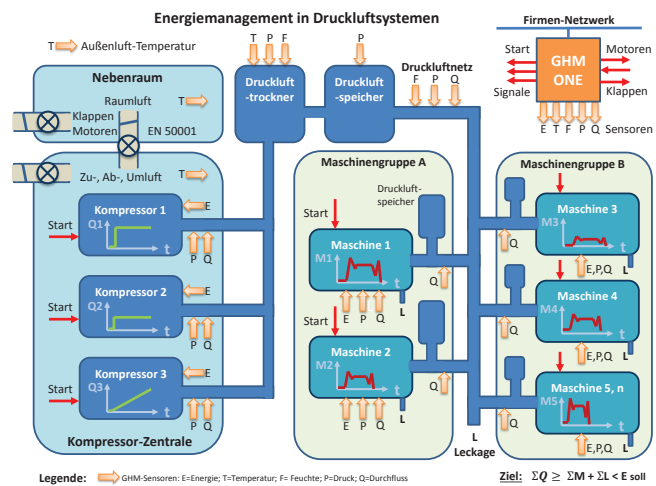 Energiemanagement in Druckluftsystemen
Firmen-Netzwerk
T Außenluft-Temperatur
T P F
P
Start
Signale
GHM
ONE
Motoren
Klappen
E T F P Q Sensoren
Nebenraum
Raumluft
T
Klappen
Motoren
EN 50001
Druckluft
-trockner
Druckluft
-speicher
Druckluftnetz
F P Q
Zu-, Ab-, Umluft
T
Start
Kompressor 1
Q1
t
E
P Q
Start
Kompressor 2
Q2
t
E
P Q
Start
Kompressor 3
Q3
t
E
P Q
Kompressor-Zentrale
Maschinengruppe A
Druckluft-
speicher
Start
Maschine 1
M1
t
Q
E P Q
L
Start
Maschine 2
M2
t
Q
E P Q
L
L
Leckage
Maschinengruppe B
Maschine 3
M3
t
Q
E,P,Q
L
Maschine 4
M4
t
Q
E,P,Q
L
Maschine 5, n
M5
t
Q
E,P,Q
L
Legende: GHM-Sensoren: E=Energie; T=Temperatur; F= Feuchte; P=Druck; Q=Durchfluss
Ziel: ΣQ ≥ ΣM + ΣL < E soll